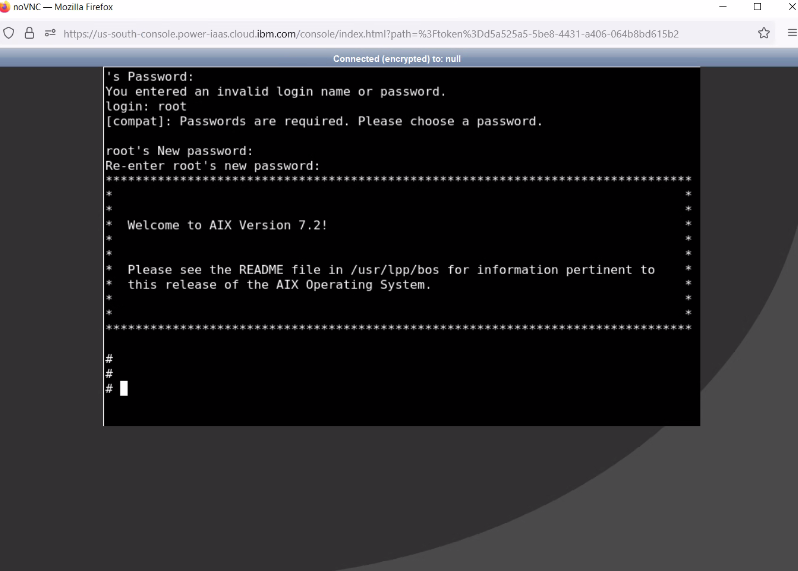 noVNC — Mozilla Firefox
https://us-south-console.power-iaas.cloud.ibm.com/console/index.html?path=%3Ftoken%3Dd5a525a5-5be8-4431-a406-064b8bd615b2
Connected (encrypted) to: null
's Password:
You entered an invalid login name or password.
login: root
[compat]: Passwords are required. Please choose a password.
root's New password:
Re-enter root's new password:
*******************************************************************************
* *
* *
* Welcome to AIX Version 7.2! *
* *
* *
* Please see the README file in /usr/lpp/bos for information pertinent to *
* this release of the AIX Operating System. *
* *
* *
*******************************************************************************
#
#
#